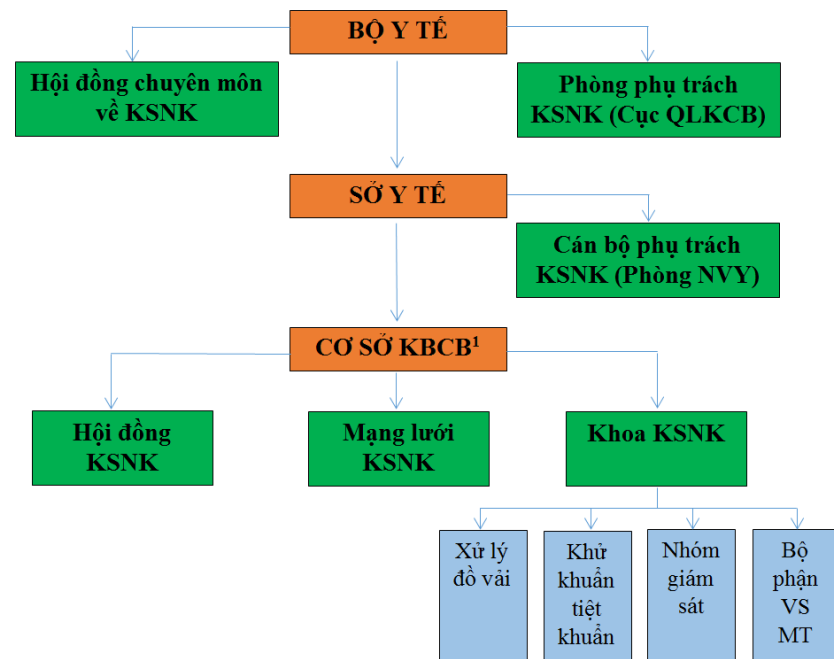 BỘ Y TẾ
Hội đồng chuyên môn
về KSNK
Phòng phụ trách
KSNK (Cục QLKCB)
SỞ Y TẾ
Cán bộ phụ trách
KSNK (Phòng NVY)
CƠ SỞ KBCB¹
Hội đồng
KSNK
Mạng lưới
KSNK
Khoa KSNK
Xử lý
đồ vải
Khử
khuẩn
tiệt
khuẩn
Nhóm
giám
sát
Bộ
phận
VS
MT